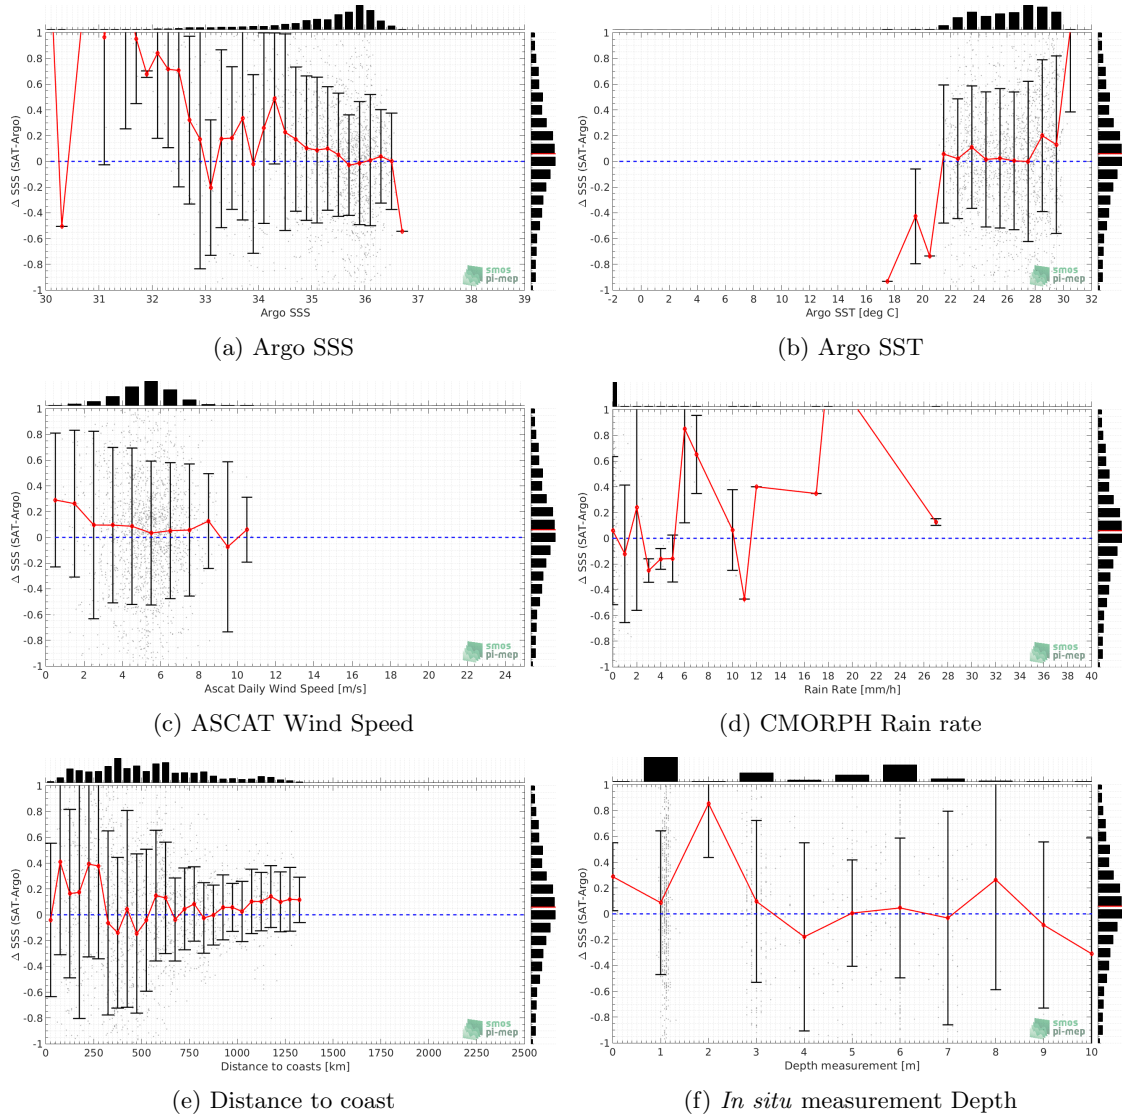 1
0.8
0.6
0.4
0.2
0
-0.2
-0.4
-0.6
-0.8
-1
Δ SSS (SAT-Argo)
30 31 32 33 34 35 36 37 38 39
Argo SSS
smos
pi-mep
(a) Argo SSS
1
0.8
0.6
0.4
0.2
0
-0.2
-0.4
-0.6
-0.8
-1
Δ SSS (SAT-Argo)
-2 0 2 4 6 8 10 12 14 16 18 20 22 24 26 28 30 32
Argo SST [deg C]
smos
pi-mep
(b) Argo SST
1
0.8
0.6
0.4
0.2
0
-0.2
-0.4
-0.6
-0.8
-1
Δ SSS (SAT-Argo)
0 2 4 6 8 10 12 14 16 18 20 22 24
Ascat Daily Wind Speed [m/s]
smos
pi-mep
(c) ASCAT Wind Speed
1
0.8
0.6
0.4
0.2
0
-0.2
-0.4
-0.6
-0.8
-1
Δ SSS (SAT-Argo)
0 2 4 6 8 10 12 14 16 18 20 22 24 26 28 30 32 34 36 38 40
Rain Rate [mm/h]
smos
pi-mep
(d) CMORPH Rain rate
1
0.8
0.6
0.4
0.2
0
-0.2
-0.4
-0.6
-0.8
-1
Δ SSS (SAT-Argo)
0 250 500 750 1000 1250 1500 1750 2000 2250 2500
Distance to coasts [km]
smos
pi-mep
(e) Distance to coast
1
0.8
0.6
0.4
0.2
0
-0.2
-0.4
-0.6
-0.8
-1
Δ SSS (SAT-Argo)
0 1 2 3 4 5 6 7 8 9 10
Depth measurement [m]
smos
pi-mep
(f) In situ measurement Depth